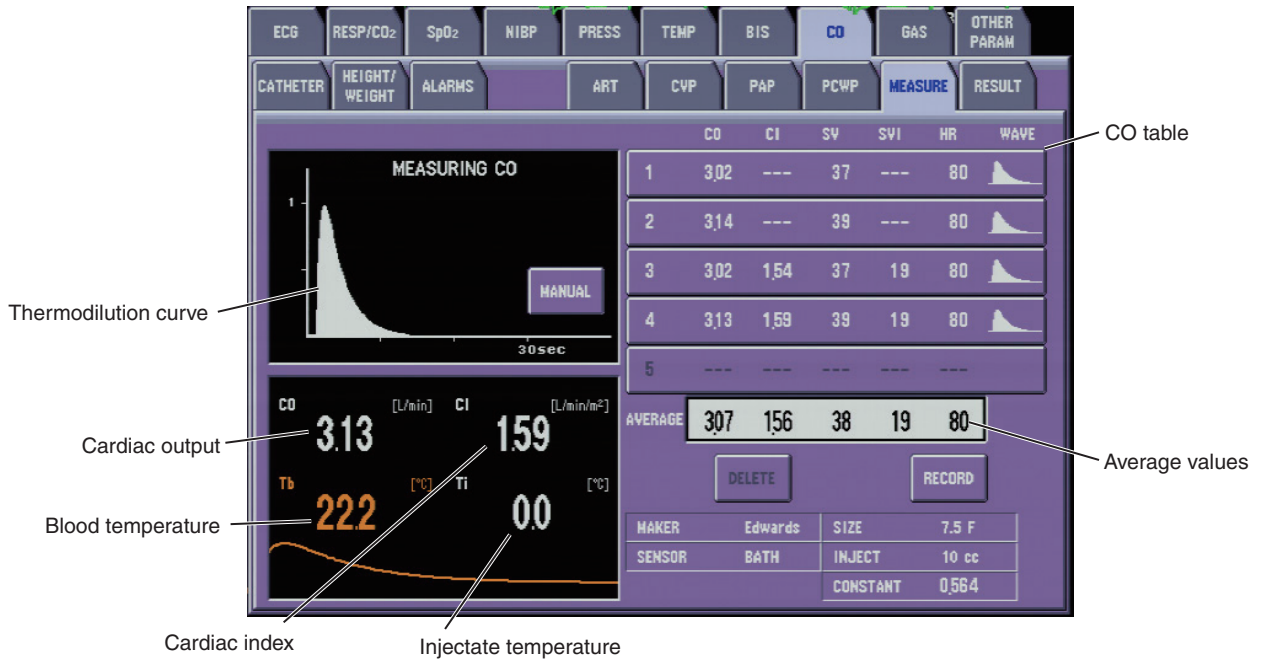 ECG RESP/CO2 SpO2 NIBP PRESS TEMP BIS CO GAS OTHER PARAM
CATHETER HEIGHT/ WEIGHT ALARMS ART CVP PAP PCWP MEASURE RESULT
CO CI SV SVI HR WAVE
CO table
MEASURING CO
1
MANUAL
30sec
Thermodilution curve
1 3.02 --- 37 --- 80
2 3.14 --- 39 --- 80
3 3.02 1.54 37 19 80
4 3.13 1.59 39 19 80
5 --- --- --- --- ---
AVERAGE 3.07 1.56 38 19 80
Average values
CO [L/min] CI [L/min/m²]
3.13 1.59
Cardiac output
Tb [°C] Ti [°C]
22.2 0.0
Blood temperature
DELETE RECORD
MAKER Edwards SIZE 7.5 F
SENSOR BATH INJECT 10 cc
CONSTANT 0.564
Cardiac index
Injectate temperature